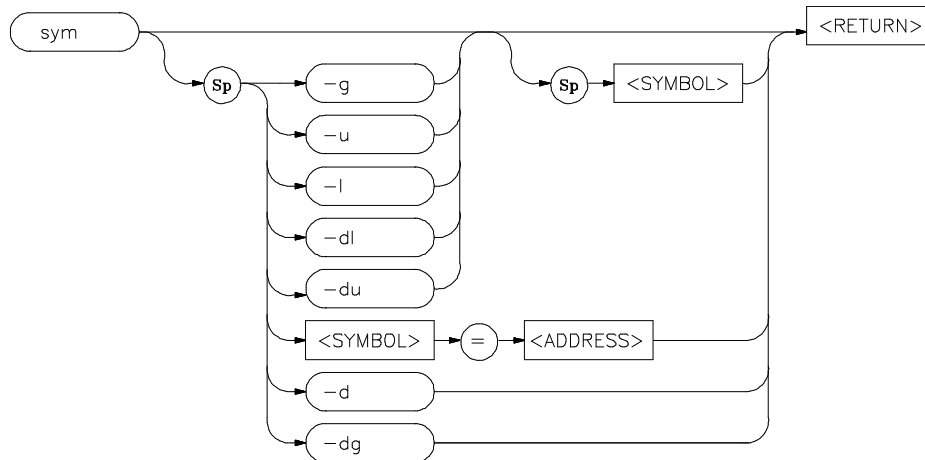 sym
<RETURN>
Sp
-g
Sp
<SYMBOL>
-u
-l
-dl
-du
<SYMBOL>
=
<ADDRESS>
-d
-dg